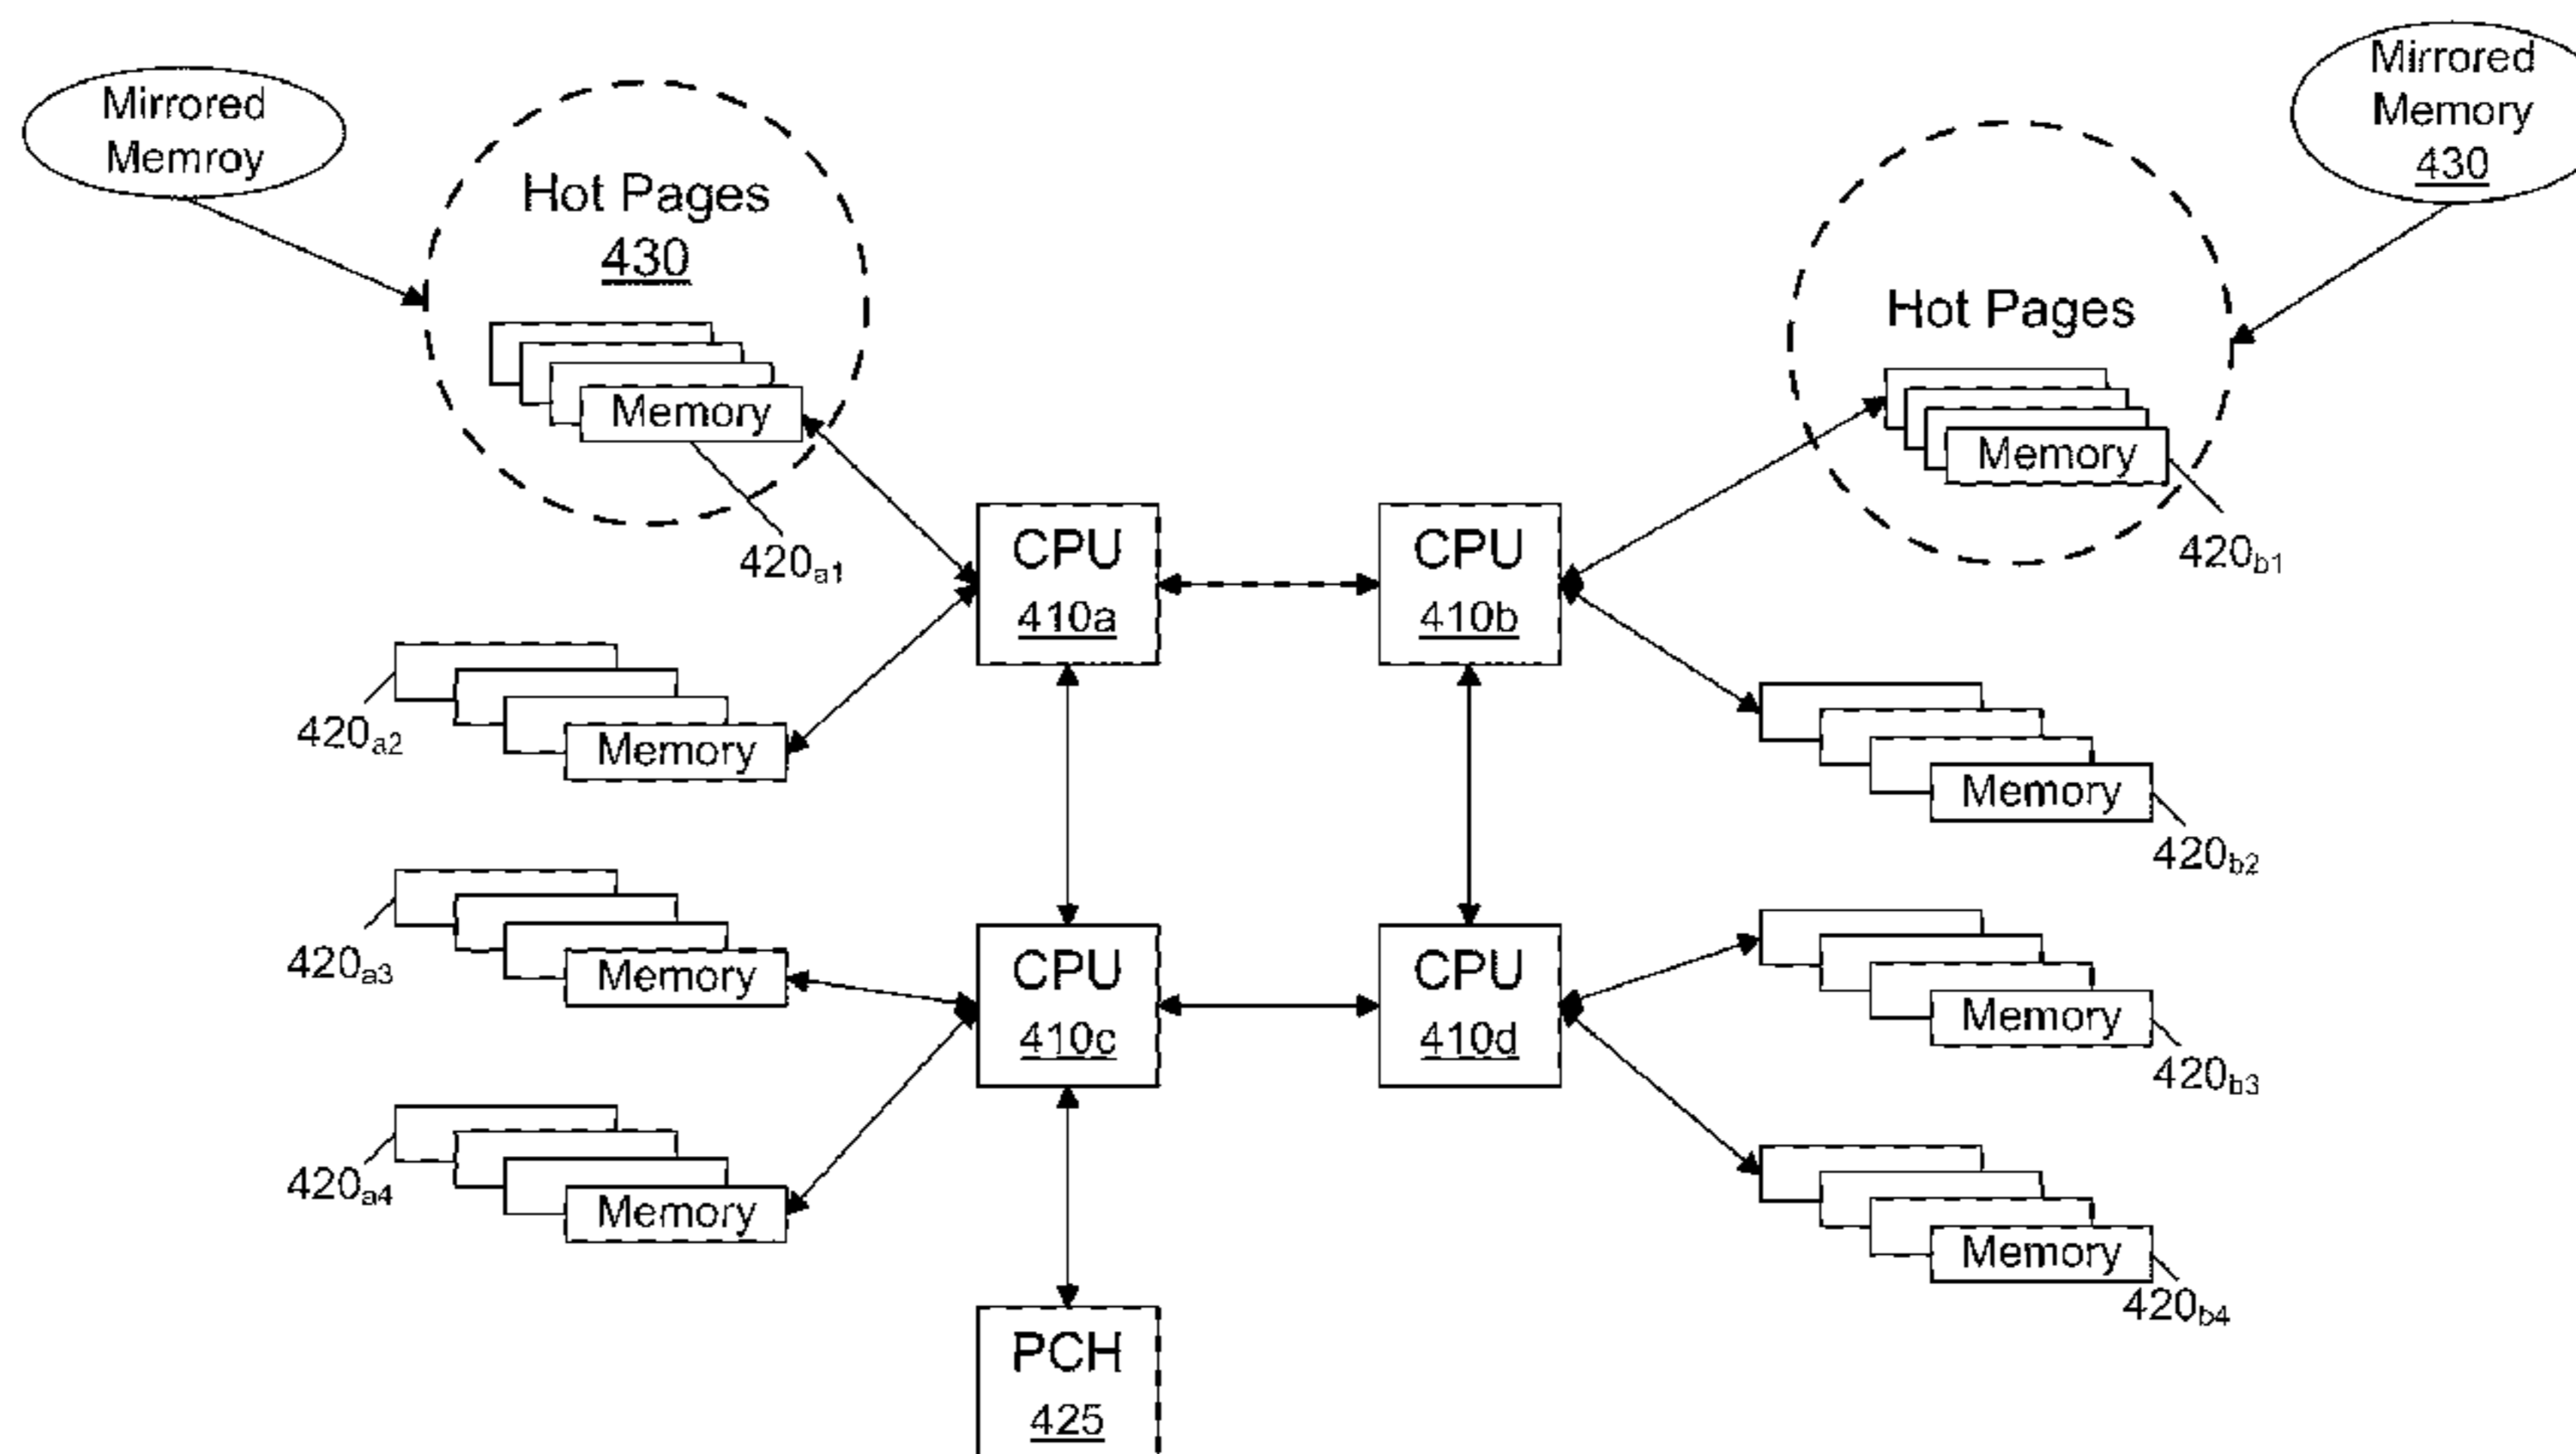 Mirrored
Memroy
Hot Pages
430
Memory
420a1
Mirrored
Memory
430
Hot Pages
Memory
420b1
CPU
410a
CPU
410b
420a2
Memory
Memory
420b2
420a3
Memory
CPU
410c
CPU
410d
Memory
420b3
420a4
Memory
Memory
420b4
PCH
425